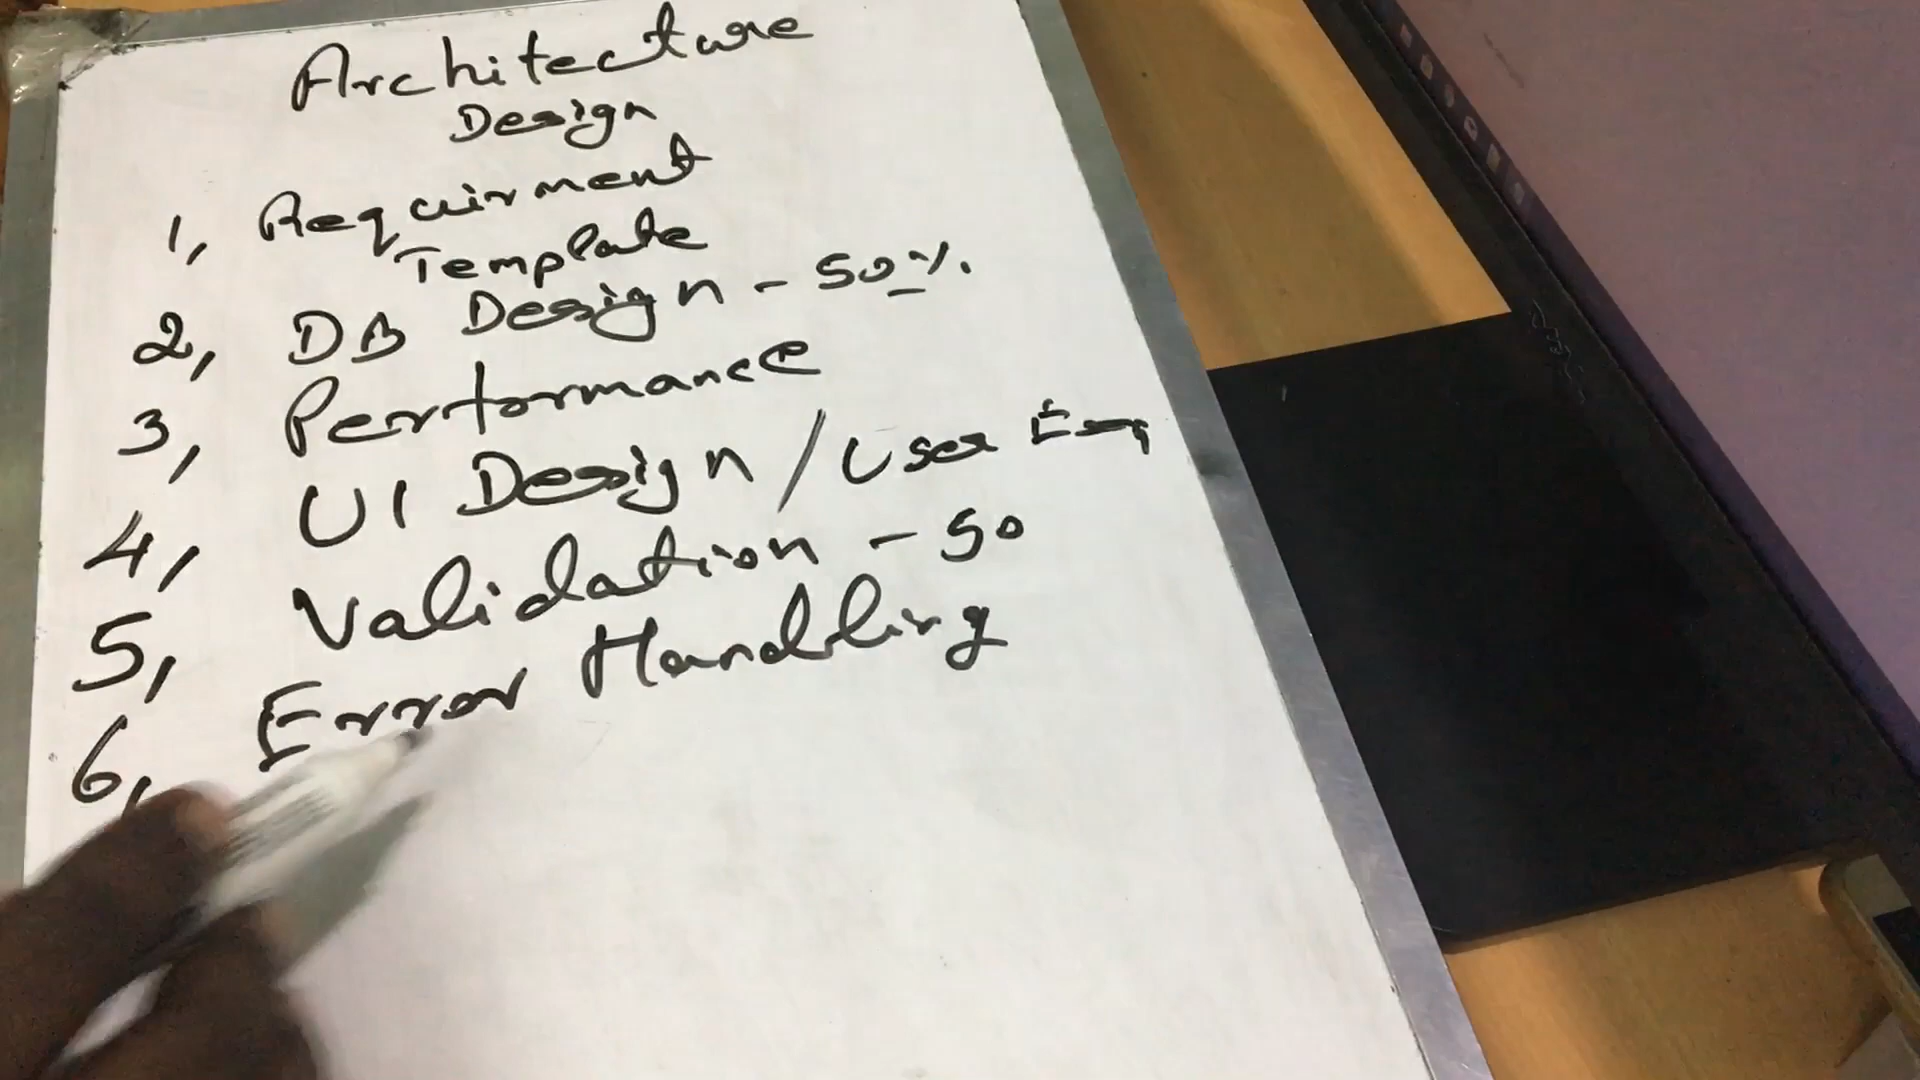 Architecture
Design
1, Requirment
Template
2, DB Design - 50%.
3, Performance
4, UI Design / User
5, Validation - 50
6, Error Handling